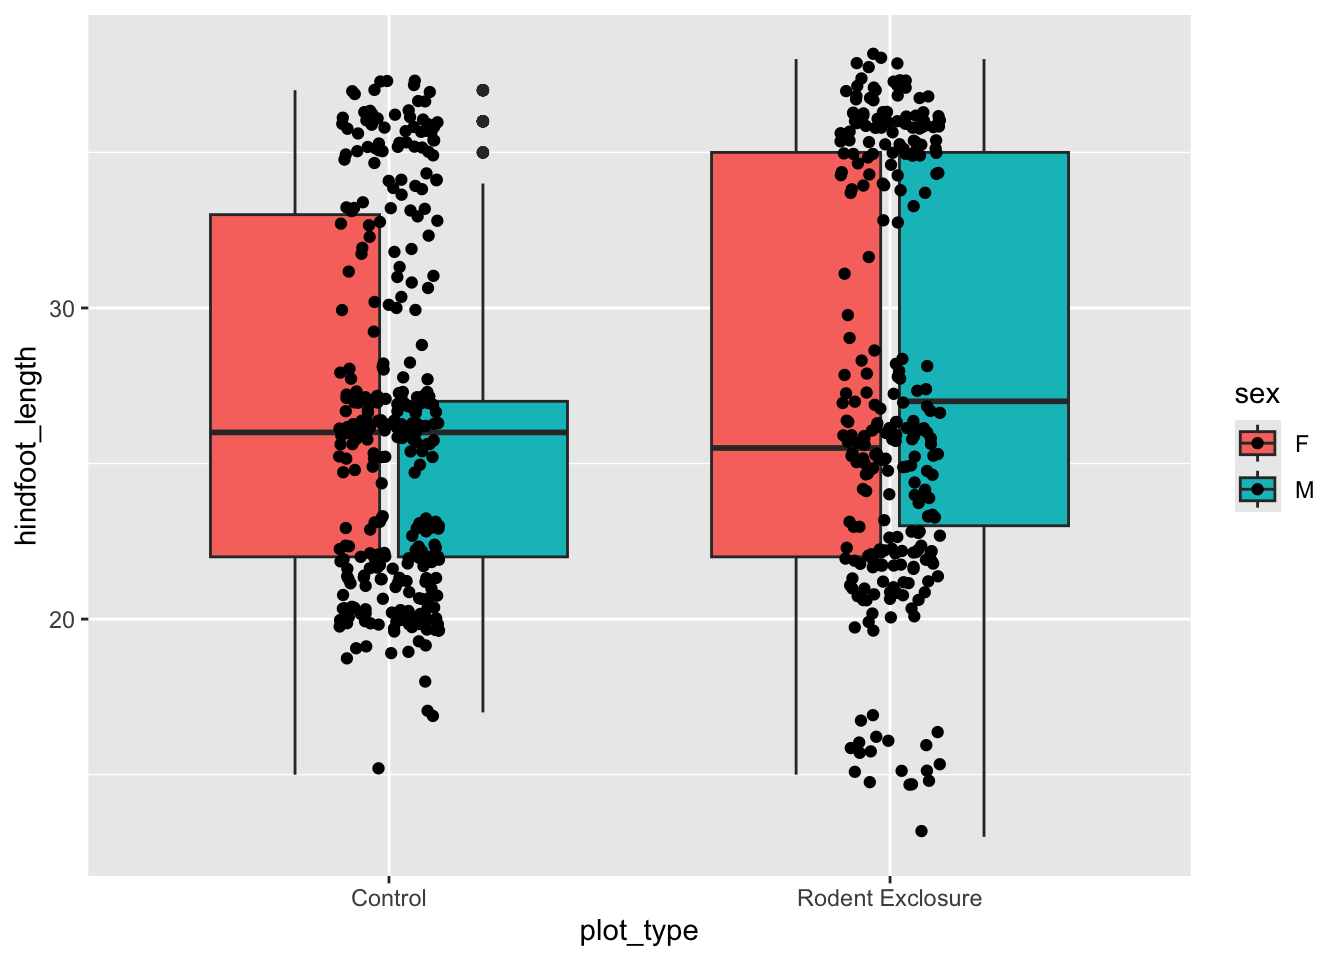 hindfoot_length
30
20
Control
Rodent Exclosure
plot_type
sex
F
M